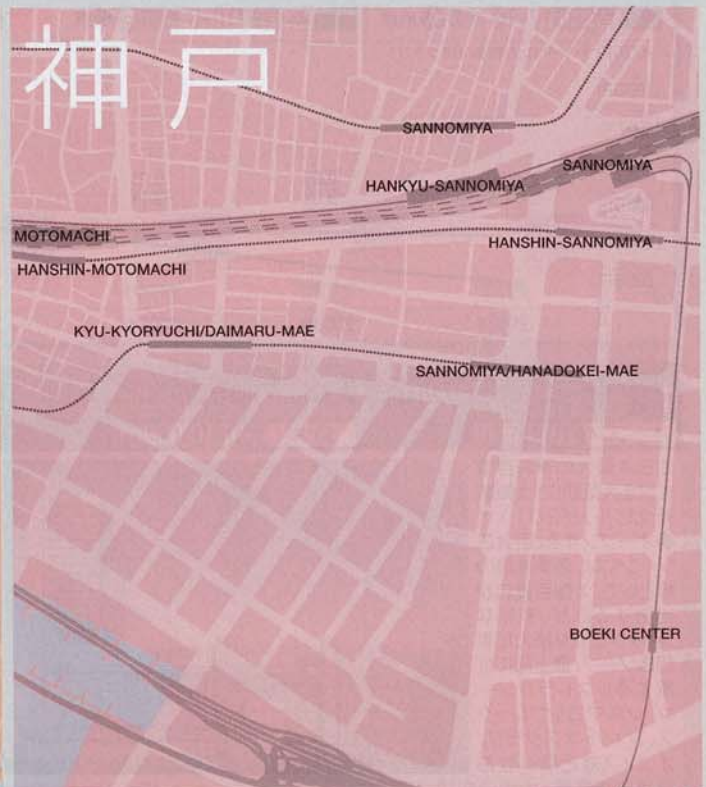 神戸
SANNOMIYA
SANNOMIYA
HANKYU-SANNOMIYA
MOTOMACHI
HANSHIN-SANNOMIYA
HANSHIN-MOTOMACHI
KYU-KYORYUCHI/DAIMARU-MAE
SANNOMIYA/HANADOKEI-MAE
BOEKI CENTER